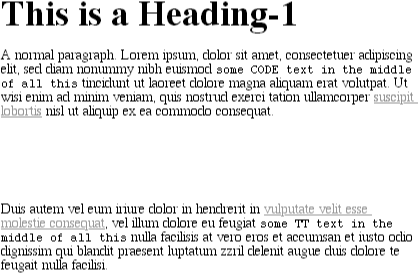 This is a Heading-1
A normal paragraph. Lorem ipsum, dolor sit amet, consectetuer adipiscing
elit, sed diam nonummy nibh euismod some CODE text in the middle
of all this tincidunt ut laoreet dolore magna aliquam erat volutpat. Ut
wisi enim ad minim veniam, quis nostrud exerci tation ullamcorper suscipit
lobortis nisl ut aliquip ex ea commodo consequat.
Duis autem vel eum iriure dolor in hendrerit in vulputate velit esse
molestie consequat, vel illum dolore eu feugiat some TT text in the
middle of all this nulla facilisis at vero eros et accumsan et iusto odio
dignissim qui blandit praesent luptatum zzril delenit augue duis dolore te
feugait nulla facilisi.